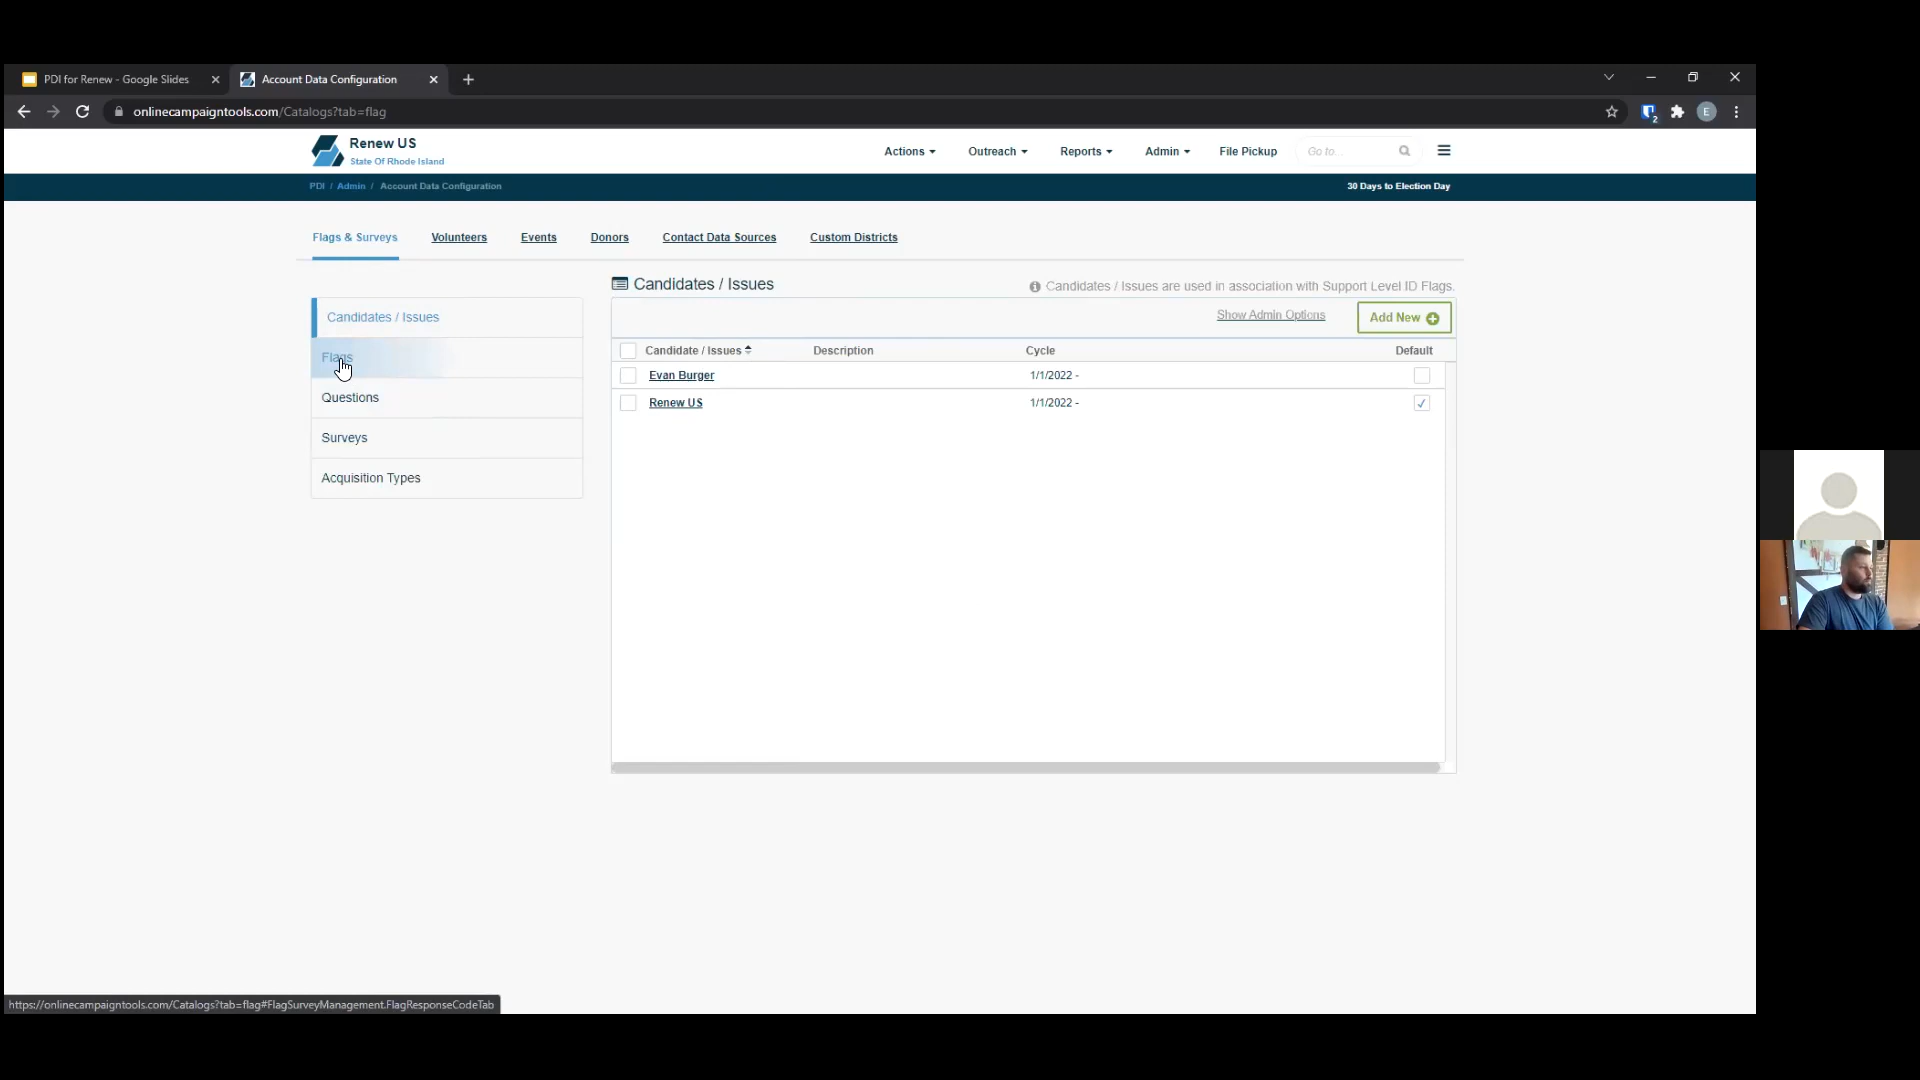 PDI for Renew - Google Slides
Account Data Configuration
onlinecampaigntools.com/Catalogs?tab=flag
E
2
Renew US
State Of Rhode Island
Actions
Outreach
Reports
Admin
File Pickup
Go to...
PDI / Admin / Account Data Configuration
30 Days to Election Day
Flags & Surveys
Volunteers
Events
Donors
Contact Data Sources
Custom Districts
Candidates / Issues
Flags
Questions
Surveys
Acquisition Types
Candidates / Issues
Candidates / Issues are used in association with Support Level ID Flags.
Show Admin Options
Add New
Candidate / Issues Description Cycle Default
Evan Burger 1/1/2022 -
Renew US 1/1/2022 -
https://onlinecampaigntools.com/Catalogs?tab=flag#FlagSurveyManagement.FlagResponseCodeTab